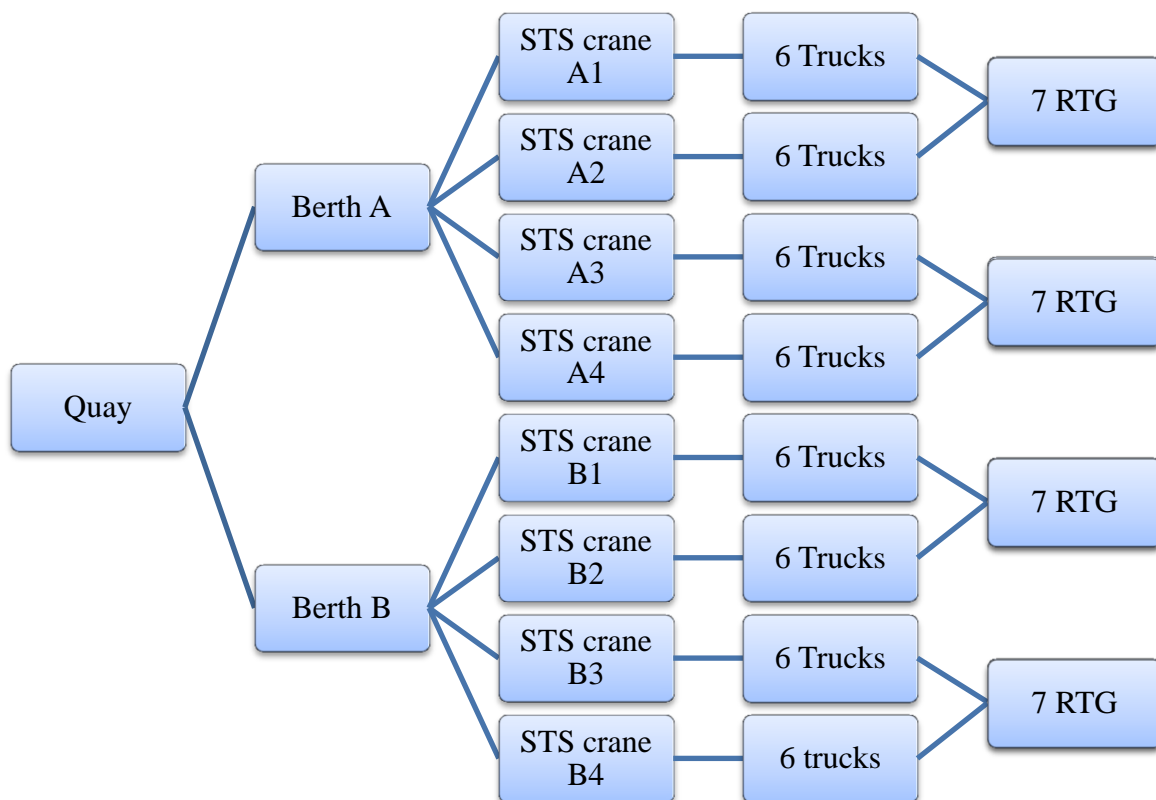 Quay
Berth A
Berth B
STS crane
A1
STS crane
A2
STS crane
A3
STS crane
A4
STS crane
B1
STS crane
B2
STS crane
B3
STS crane
B4
6 Trucks
6 Trucks
6 Trucks
6 Trucks
6 Trucks
6 Trucks
6 Trucks
6 trucks
7 RTG
7 RTG
7 RTG
7 RTG